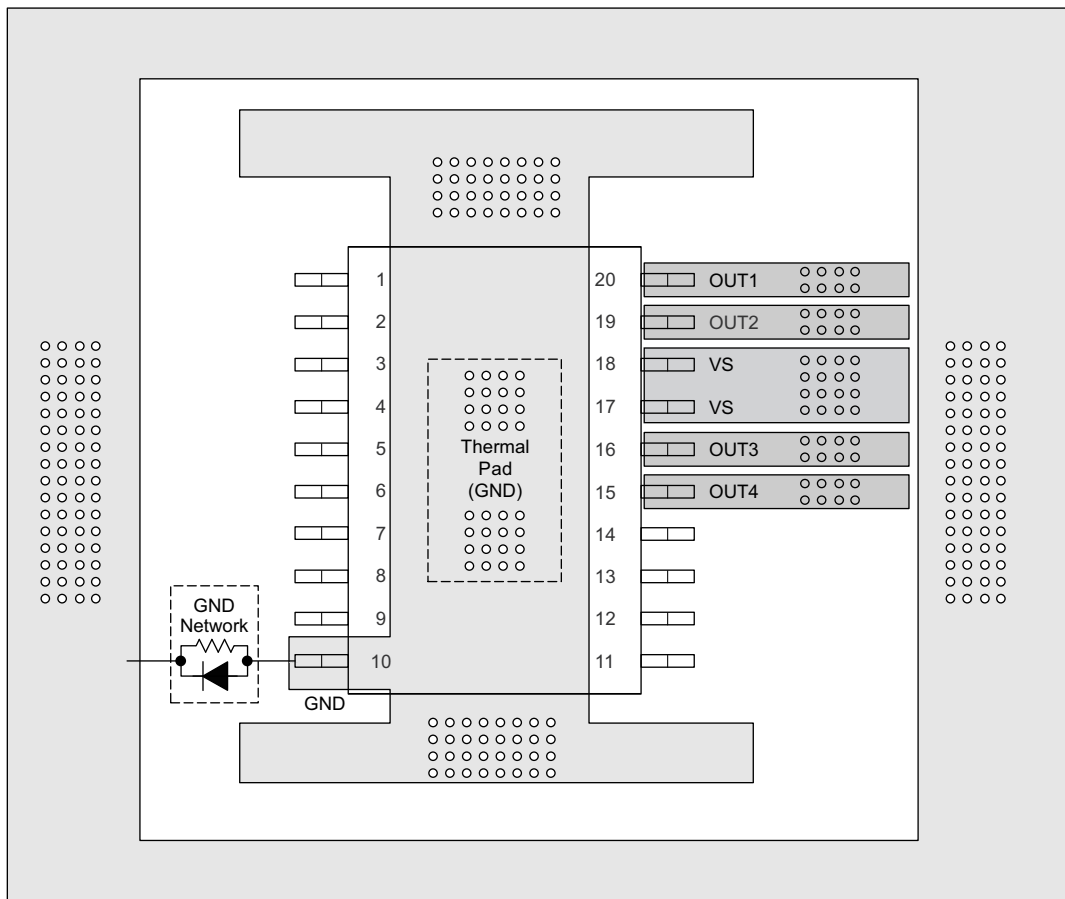 1 20 OUT1
2 19 OUT2
3 18 VS
4 17 VS
5 16 OUT3
Thermal
Pad
(GND)
6 15 OUT4
7 14
8 13
9 12
GND
Network
10 11
GND